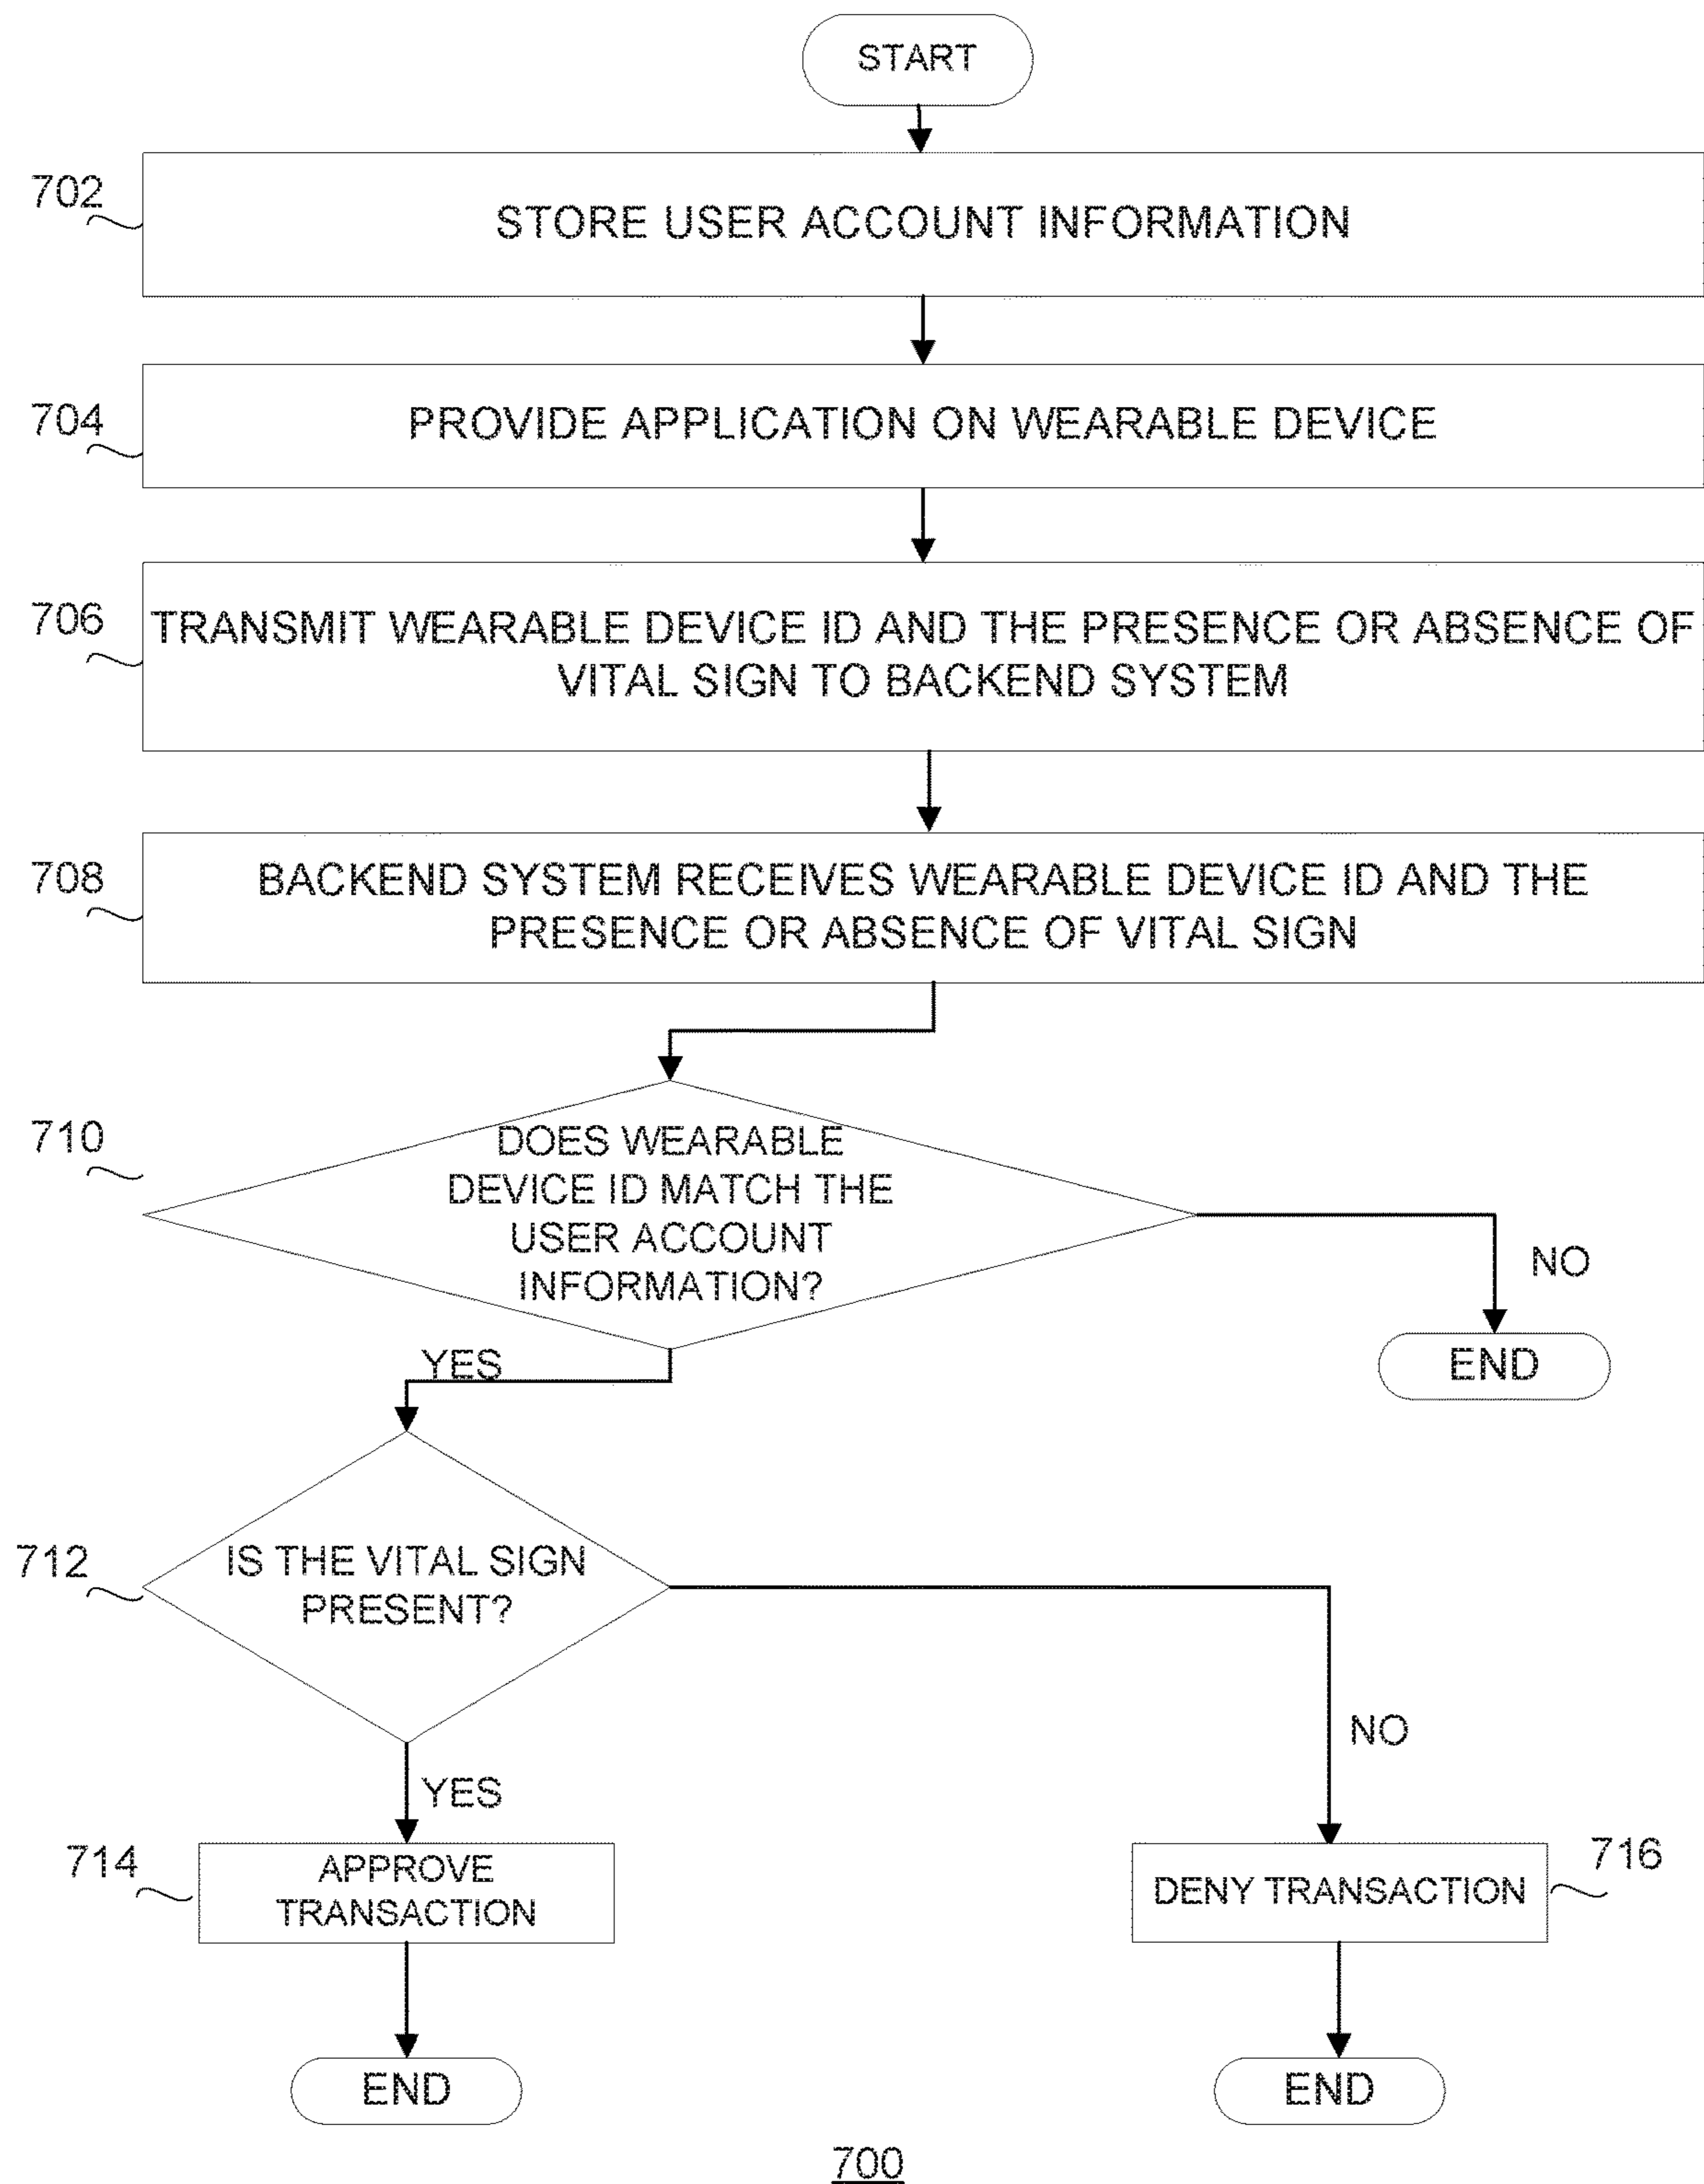 START
702
STORE USER ACCOUNT INFORMATION
704
PROVIDE APPLICATION ON WEARABLE DEVICE
706
TRANSMIT WEARABLE DEVICE ID AND THE PRESENCE OR ABSENCE OF
VITAL SIGN TO BACKEND SYSTEM
708
BACKEND SYSTEM RECEIVES WEARABLE DEVICE ID AND THE
PRESENCE OR ABSENCE OF VITAL SIGN
710
DOES WEARABLE
DEVICE ID MATCH THE
USER ACCOUNT
INFORMATION?
NO
END
YES
712
IS THE VITAL SIGN
PRESENT?
NO
YES
714
APPROVE
TRANSACTION
716
DENY TRANSACTION
END
END
700